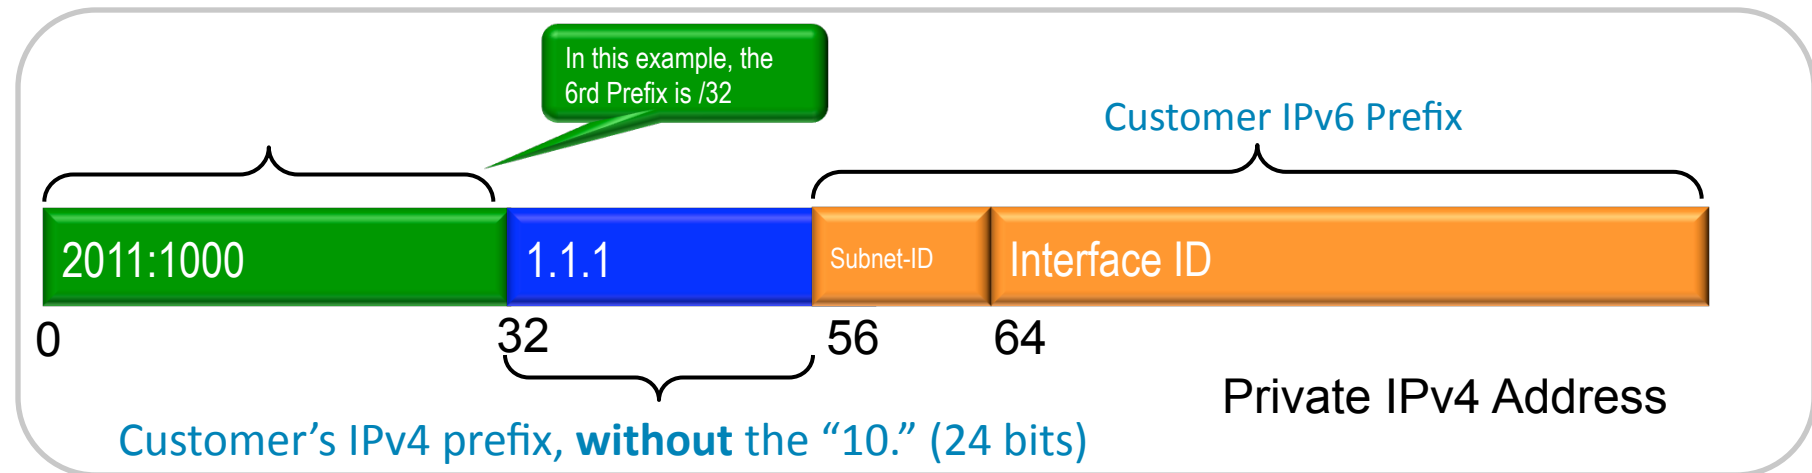 In this example, the
6rd Prefix is /32
Customer IPv6 Prefix
2011:1000
1.1.1
Subnet-ID
Interface ID
0
32
56
64
Private IPv4 Address
Customer's IPv4 prefix, without the “10.” (24 bits)